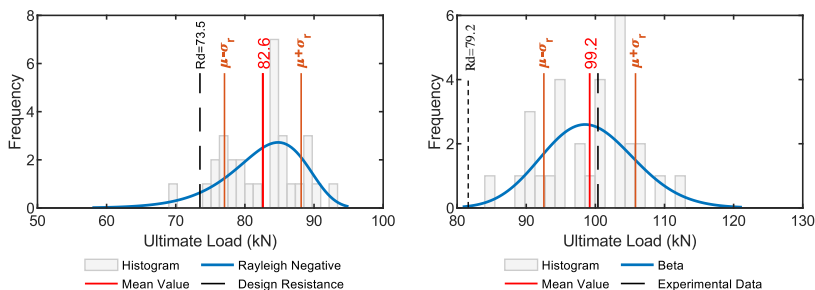 Frequency
8
6
4
2
0
Rd=73.5
μ-σr
82.6
μ+σr
50 60 70 80 90 100
Ultimate Load (kN)
Histogram Rayleigh Negative
Mean Value Design Resistance
Frequency
6
4
2
0
Rd=79.2
μ-σr
99.2
μ+σr
80 90 100 110 120 130
Ultimate Load (kN)
Histogram Beta
Mean Value Experimental Data